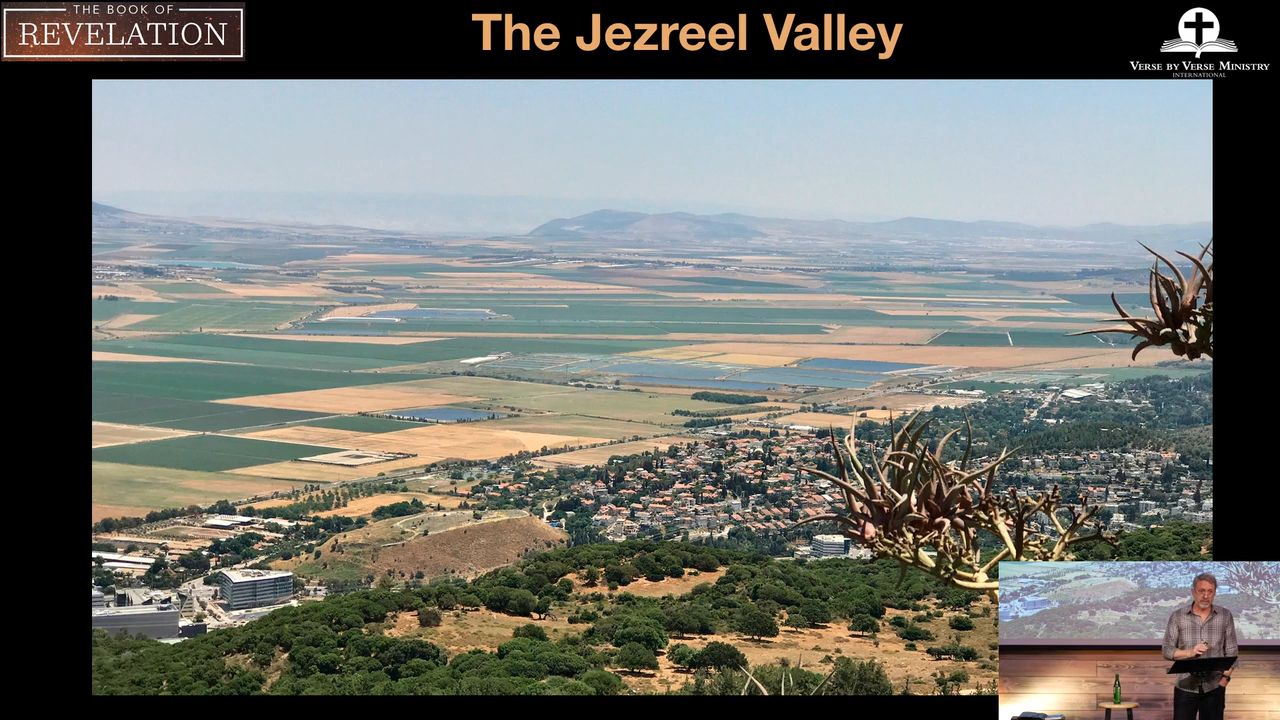 THE BOOK OF
REVELATION
The Jezreel Valley
VERSE BY VERSE MINISTRY
INTERNATIONAL